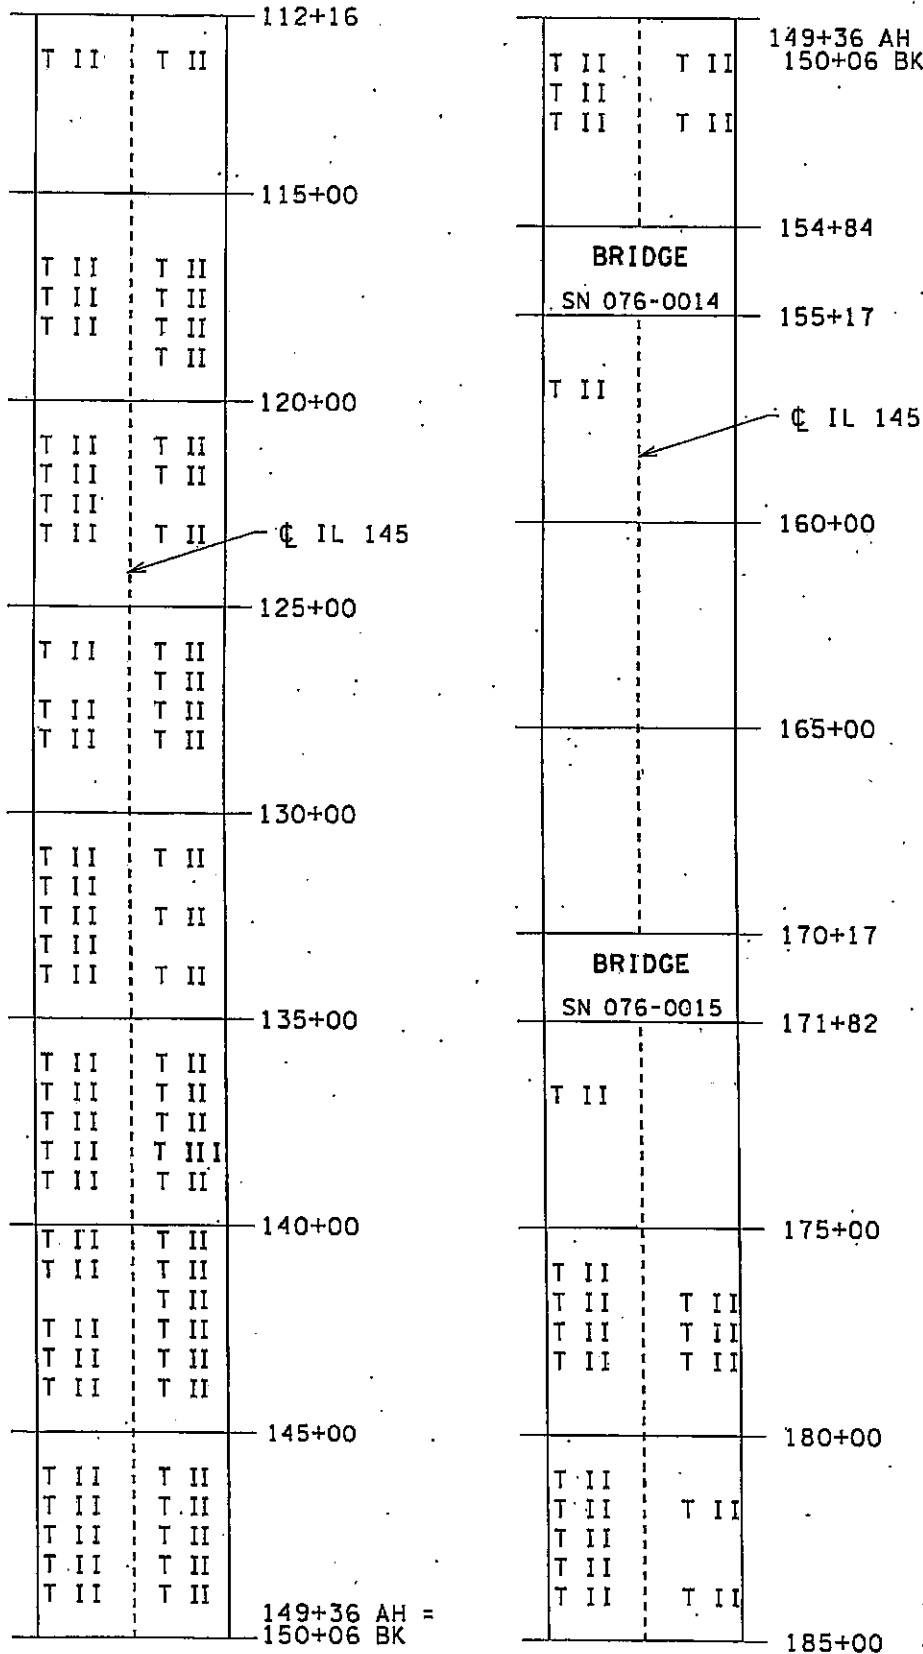 112+16
T II T II
115+00
T II T II
T II T II
T II T II
T II
120+00
T II T II
T II T II
T II
T II T II
℄ IL 145
125+00
T II T II
T II
T II T II
T II T II
130+00
T II T II
T II
T II T II
T II
T II T II
135+00
T II T II
T II T II
T II T II
T II T III
T II T II
140+00
T II T II
T II T II
T II
T II T II
T II T II
T II T II
145+00
T II T II
T II T II
T II T II
T II T II
T II T II
149+36 AH =
150+06 BK
149+36 AH
150+06 BK
T II T II
T II
T II T II
154+84
BRIDGE
SN 076-0014
155+17
T II
℄ IL 145
160+00
165+00
170+17
BRIDGE
SN 076-0015
171+82
T II
175+00
T II
T II T II
T II T II
T II T II
180+00
T II
T II T II
T II
T II
T II T II
185+00